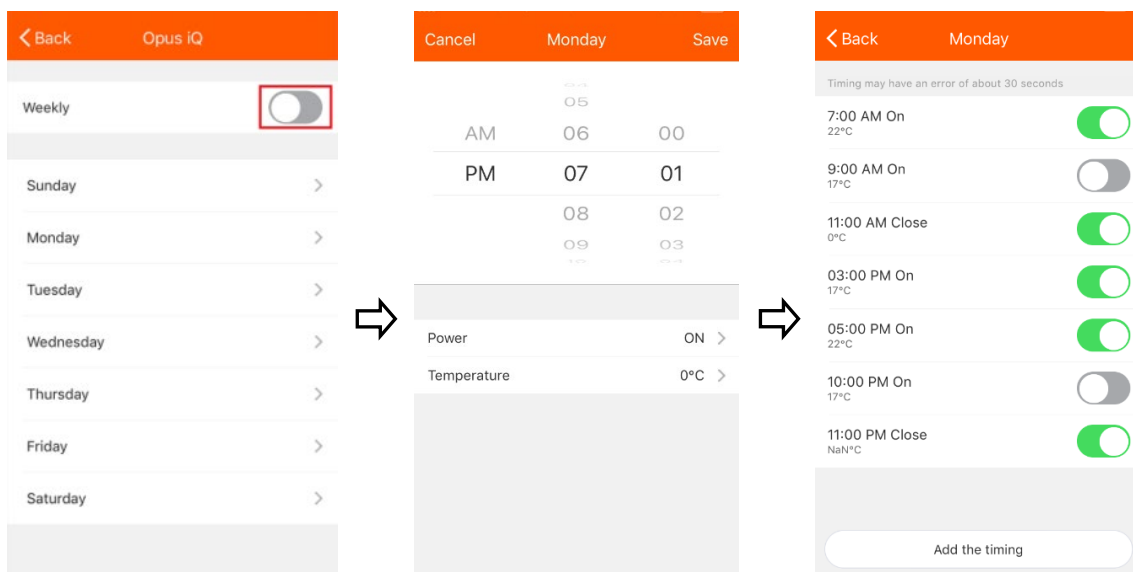 Back Opus iQ
Weekly
Sunday
Monday
Tuesday
Wednesday
Thursday
Friday
Saturday
Cancel Monday Save
05
AM 06 00
PM 07 01
08 02
09 03
Power ON
Temperature 0°C
Back Monday
Timing may have an error of about 30 seconds
7:00 AM On
22°C
9:00 AM On
17°C
11:00 AM Close
0°C
03:00 PM On
17°C
05:00 PM On
22°C
10:00 PM On
17°C
11:00 PM Close
NaN°C
Add the timing